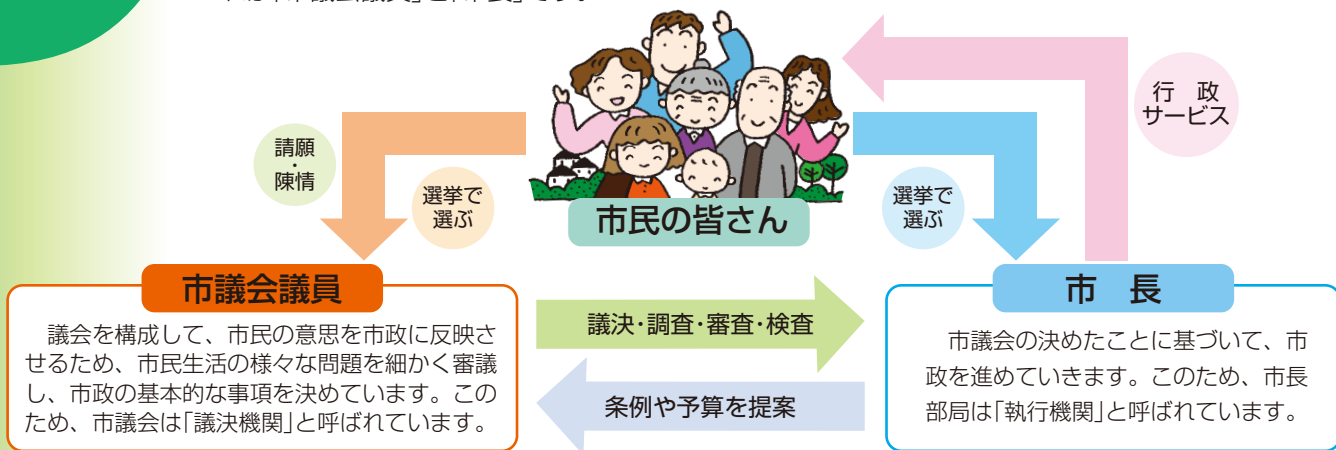 請願
・
陳情
選挙で
選ぶ
市民の皆さん
選挙で
選ぶ
行 政
サービス
市議会議員
議会を構成して、市民の意思を市政に反映さ
せるため、市民生活の様々な問題を細かく審議
し、市政の基本的な事項を決めています。この
ため、市議会は「議決機関」と呼ばれています。
議決・調査・審査・検査
条例や予算を提案
市 長
市議会の決めたことに基づいて、市
政を進めていきます。このため、市長
部局は「執行機関」と呼ばれています。